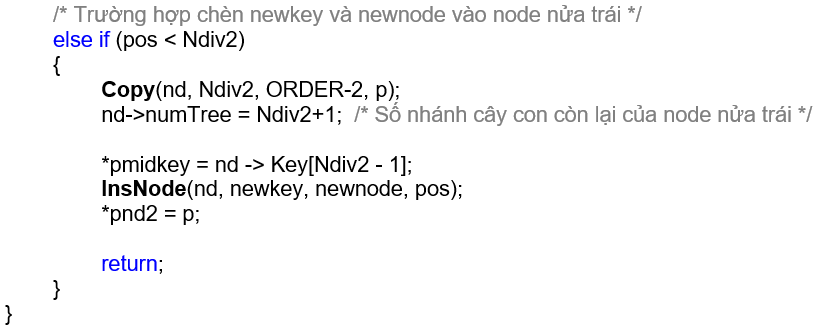 /* Trường hợp chèn newkey và newnode vào node nửa trái */
else if (pos < Ndiv2)
{
Copy(nd, Ndiv2, ORDER-2, p);
nd->numTree = Ndiv2+1;  /* Số nhánh cây con còn lại của node nửa trái */
*pmidkey = nd -> Key[Ndiv2 - 1];
InsNode(nd, newkey, newnode, pos);
*pnd2 = p;
return;
}
}